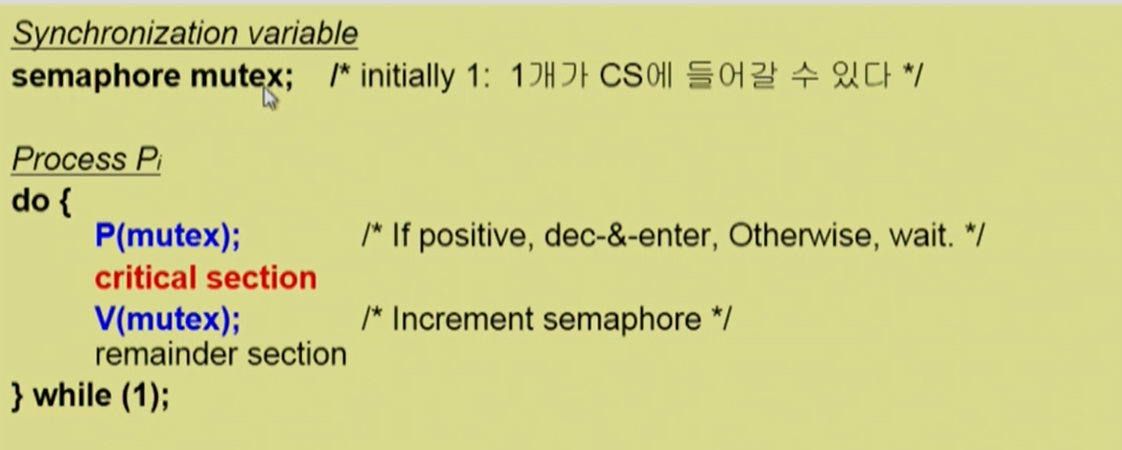 Synchronization variable
semaphore mutex; /* initially 1: 1개가 CS에 들어갈 수 있다 */
Process Pi
do {
P(mutex); /* If positive, dec-&-enter, Otherwise, wait. */
critical section
V(mutex); /* Increment semaphore */
remainder section
} while (1);